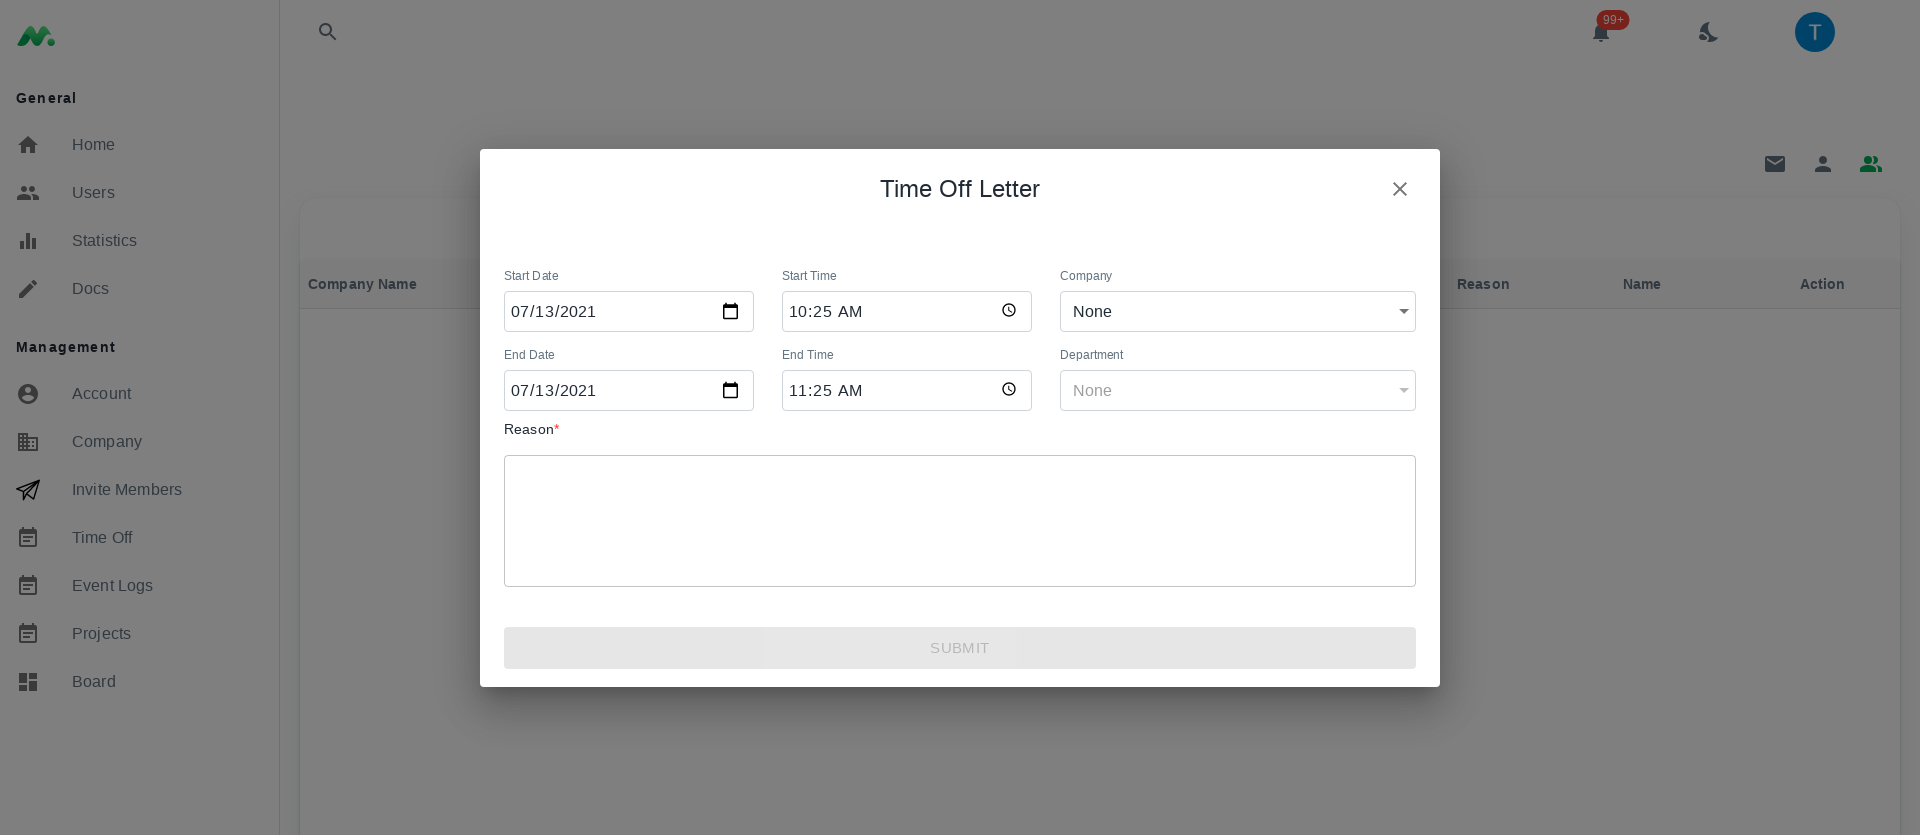 99+
T
General
Home
Users
Statistics
Docs
Management
Account
Company
Invite Members
Time Off
Event Logs
Projects
Board
Company Name
Reason
Name
Action
Time Off Letter
Start Date
Start Time
Company
07/13/2021
10:25 AM
None
End Date
End Time
Department
07/13/2021
11:25 AM
None
Reason*
SUBMIT